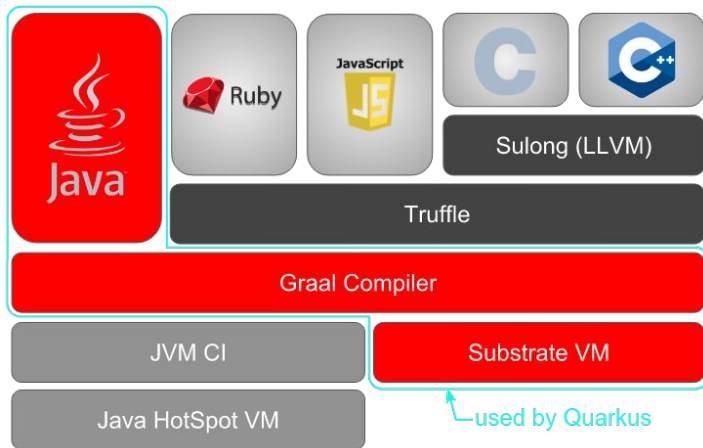 Java
Ruby
JavaScript
JS
C
C++
Sulong (LLVM)
Truffle
Graal Compiler
JVM CI
Substrate VM
Java HotSpot VM
used by Quarkus